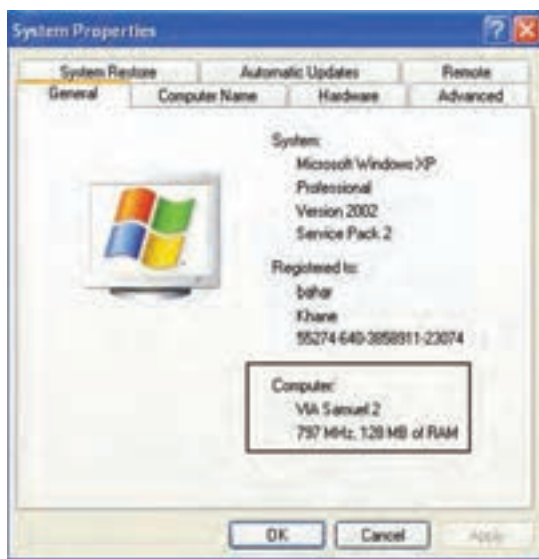 System Properties
System Restore Automatic Updates Remote
General Computer Name Hardware Advanced
System:
Microsoft Windows XP
Professional
Version 2002
Service Pack 2
Registered to:
bahar
Khane
55274-640-3858911-23074
Computer:
VIA Samuel 2
797 MHz, 128 MB of RAM
OK Cancel Apply